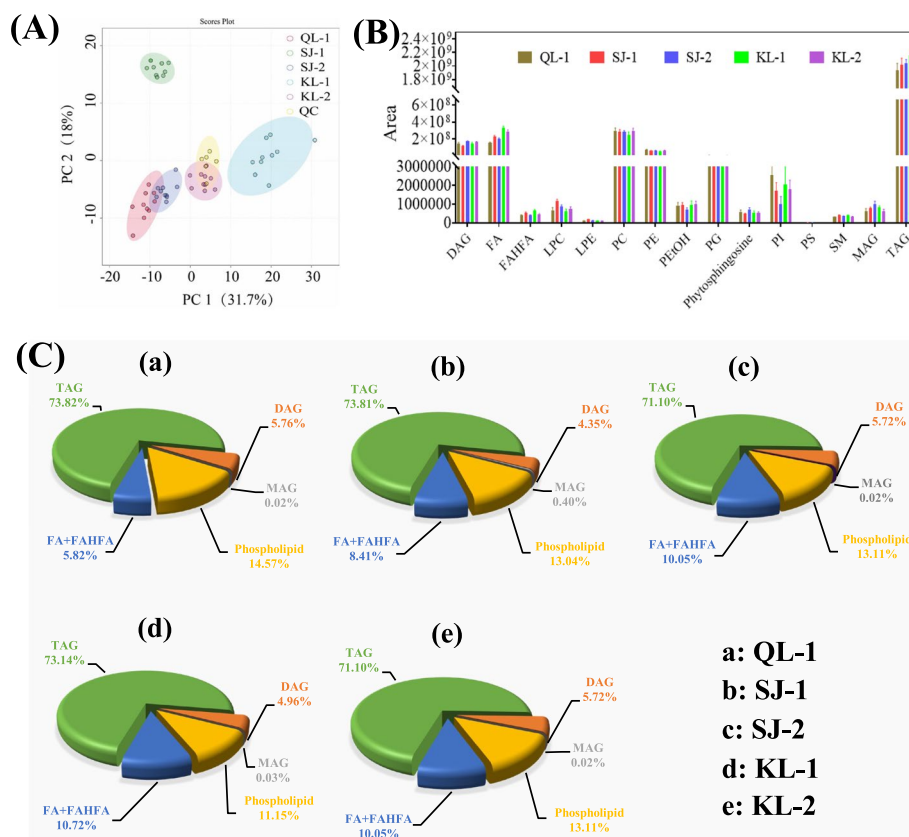 (A)
Scores Plot
QL-1
SJ-1
SJ-2
KL-1
KL-2
QC
20
10
0
-10
PC 2 (18%)
-20 -10 0 10 20 30
PC 1 (31.7%)
(B)
QL-1 SJ-1 SJ-2 KL-1 KL-2
2.4×10⁹
2.2×10⁹
2×10⁹
1.8×10⁹
6×10⁸
4×10⁸
2×10⁸
3000000
2000000
1000000
0
Area
DAG FA FAHFA LPC LPE PC PE PEtOH PG Phytosphingosine PI PS SM MAG TAG
(C)
(a)
TAG
73.82%
DAG
5.76%
MAG
0.02%
FA+FAHFA
5.82%
Phospholipid
14.57%
(b)
TAG
73.81%
DAG
4.35%
MAG
0.40%
FA+FAHFA
8.41%
Phospholipid
13.04%
(c)
TAG
71.10%
DAG
5.72%
MAG
0.02%
FA+FAHFA
10.05%
Phospholipid
13.11%
(d)
TAG
73.14%
DAG
4.96%
MAG
0.03%
FA+FAHFA
10.72%
Phospholipid
11.15%
(e)
TAG
71.10%
DAG
5.72%
MAG
0.02%
FA+FAHFA
10.05%
Phospholipid
13.11%
a: QL-1
b: SJ-1
c: SJ-2
d: KL-1
e: KL-2